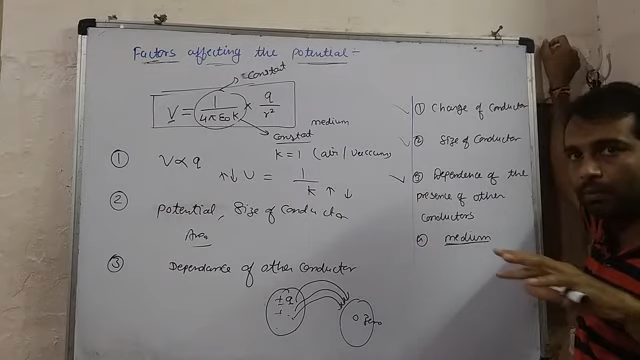 Factors affecting the potential -
= Constant
V = 1/4πε0k × q/r²
Constant
medium
k = 1 (air/vaccum)
① V ∝ q
↑↓ U = 1/k ↑↓
② Potential, Size of Conductor
Area
③ Dependance of other conductor
+ q
+
0 Zero
① Charge of Conductor
② Size of Conductor
③ Dependence of the
presence of other
Conductors
④ medium